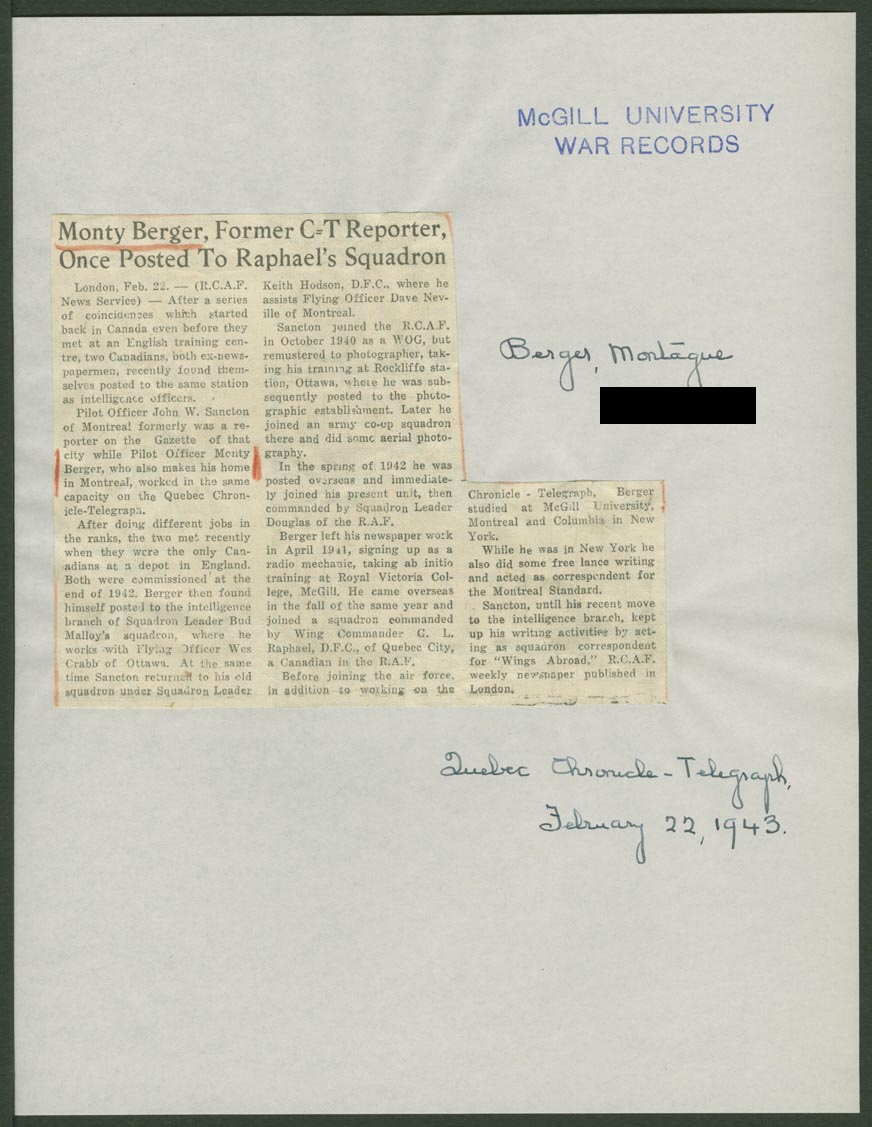 McGILL UNIVERSITY
WAR RECORDS
Monty Berger, Former C=T Reporter,
Once Posted To Raphael's Squadron
London, Feb. 22. — (R.C.A.F.
News Service) — After a series
of coincidences which started
back in Canada even before they
met at an English training cen-
tre, two Canadians, both ex-news-
papermen, recently found them-
selves posted to the same station
as intelligence officers.
Pilot Officer John W. Sancton
of Montreal formerly was a re-
porter on the Gazette of that
city while Pilot Officer Monty
Berger, who also makes his home
in Montreal, worked in the same
capacity on the Quebec Chron-
icle-Telegraph.
After doing different jobs in
the ranks, the two met recently
when they were the only Can-
adians at a depot in England.
Both were commissioned at the
end of 1942. Berger then found
himself posted to the intelligence
branch of Squadron Leader Bud
Malloy's squadron, where he
works with Flying Officer Wes
Crabb of Ottawa. At the same
time Sancton returned to his old
squadron under Squadron Leader
Keith Hodson, D.F.C., where he
assists Flying Officer Dave Nev-
ille of Montreal.
Sancton joined the R.C.A.F.
in October 1940 as a WOG, but
remustered to photographer, tak-
ing his training at Rockliffe sta-
tion, Ottawa, where he was sub-
sequently posted to the photo-
graphic establishment. Later he
joined an army co-op squadron
there and did some aerial photo-
graphy.
In the spring of 1942 he was
posted overseas and immediate-
ly joined his present unit, then
commanded by Squadron Leader
Douglas of the R.A.F.
Berger left his newspaper work
in April 1941, signing up as a
radio mechanic, taking ab initio
training at Royal Victoria Col-
lege, McGill. He came overseas
in the fall of the same year and
joined a squadron commanded
by Wing Commander G. L.
Raphael, D.F.C., of Quebec City,
a Canadian in the R.A.F.
Before joining the air force,
in addition to working on the
Chronicle - Telegraph, Berger
studied at McGill University,
Montreal and Columbia in New
York.
While he was in New York he
also did some free lance writing
and acted as correspondent for
the Montreal Standard.
Sancton, until his recent move
to the intelligence branch, kept
up his writing activities by act-
ing as squadron correspondent
for "Wings Abroad," R.C.A.F.
weekly newspaper published in
London.
Berger, Montague
Quebec Chronicle-Telegraph,
February 22, 1943.